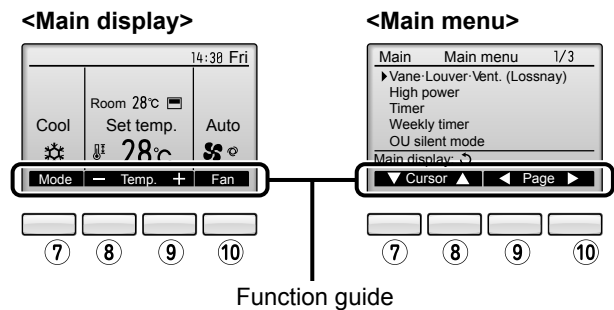 <Main display>
14:30 Fri
Room 28°C
Cool Set temp. Auto
28°C
Mode − Temp. + Fan
⑦ ⑧ ⑨ ⑩
<Main menu>
Main Main menu 1/3
▶Vane·Louver·Vent. (Lossnay)
High power
Timer
Weekly timer
OU silent mode
Main display: ↺
▼ Cursor ▲ ◀ Page ▶
⑦ ⑧ ⑨ ⑩
Function guide